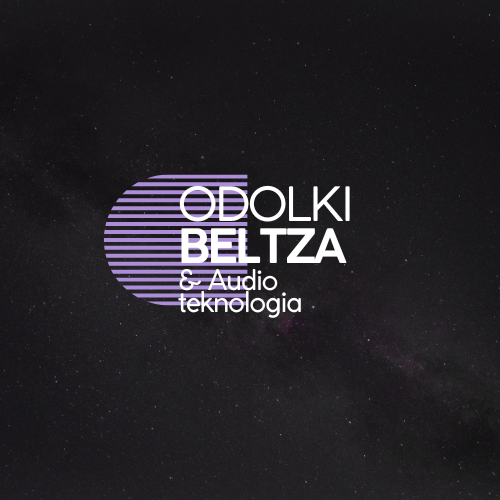 ODOLKI
BELTZA
& Audio
teknologia